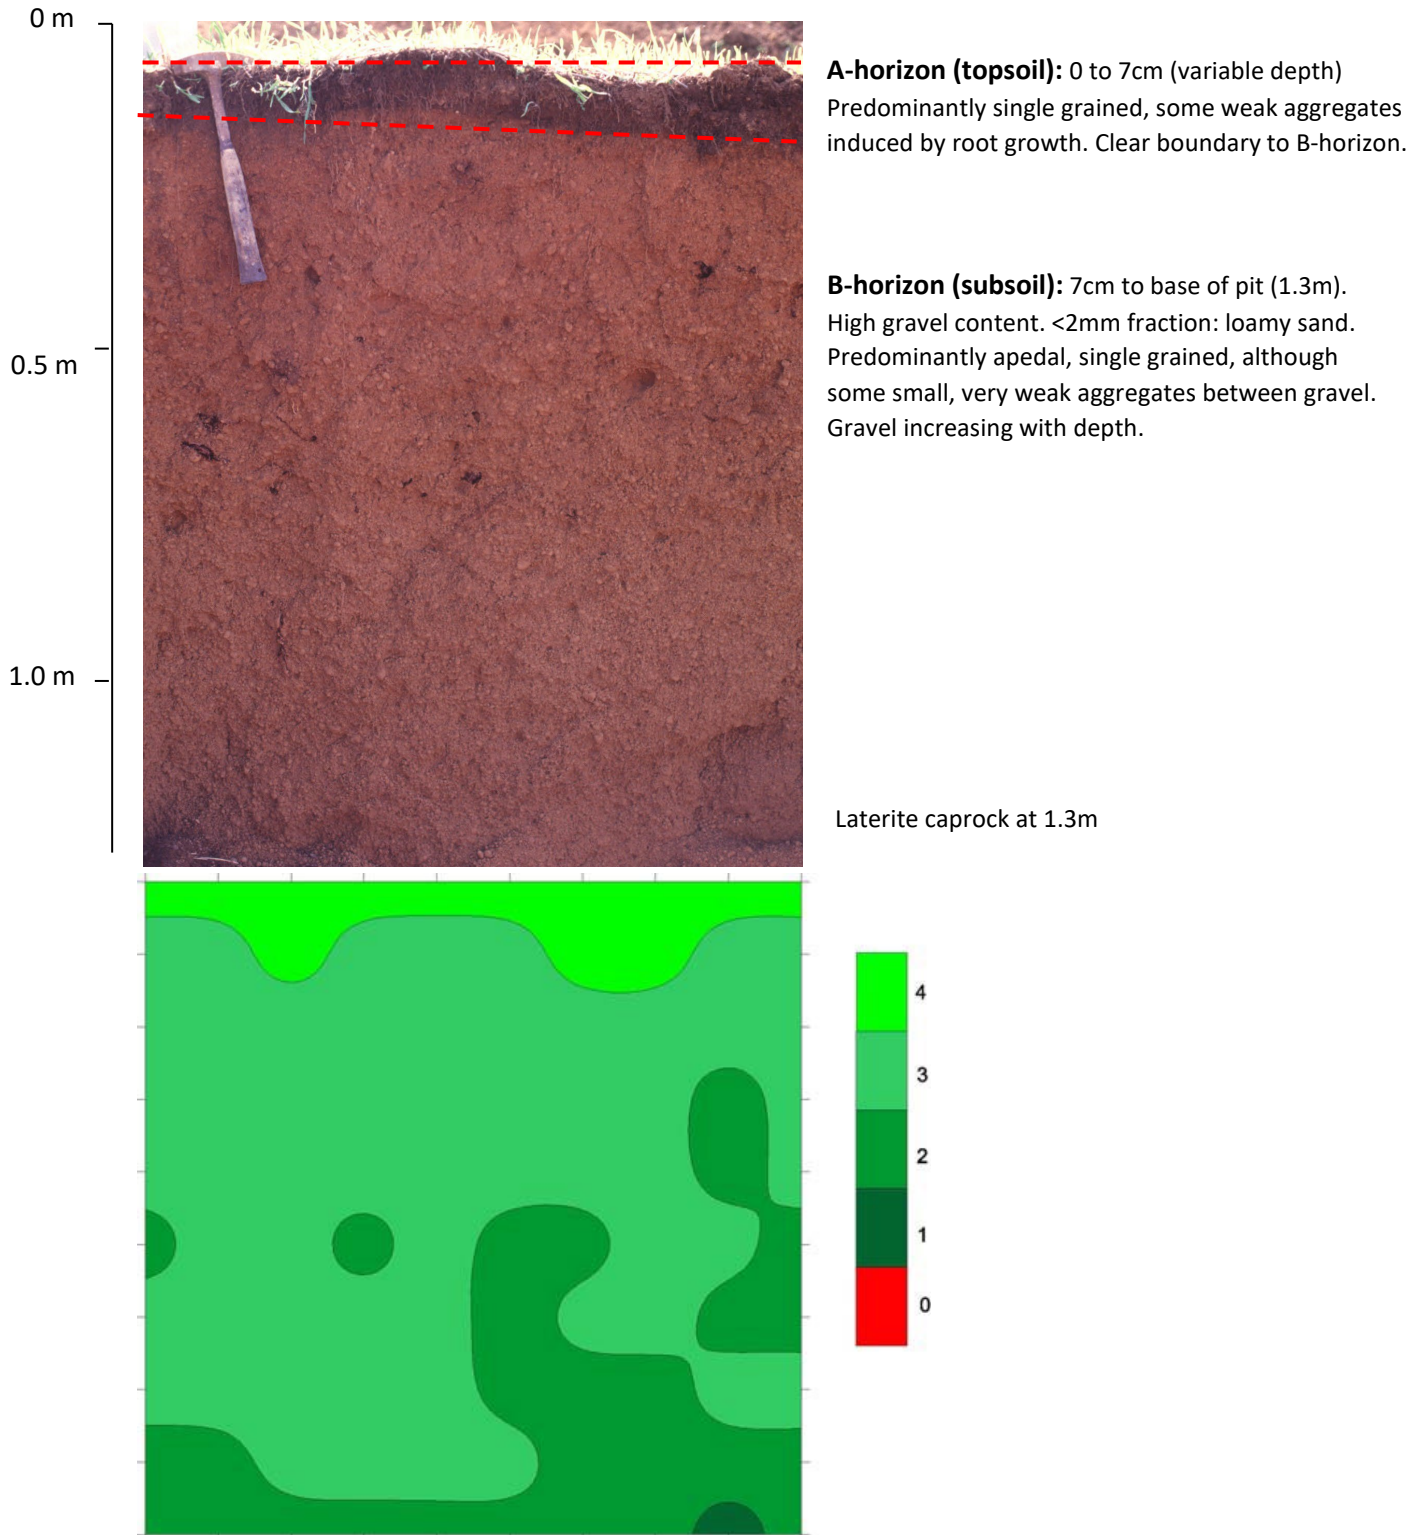 0 m
A-horizon (topsoil): 0 to 7cm (variable depth)
Predominantly single grained, some weak aggregates
induced by root growth. Clear boundary to B-horizon.
B-horizon (subsoil): 7cm to base of pit (1.3m).
High gravel content. <2mm fraction: loamy sand.
Predominantly apedal, single grained, although
some small, very weak aggregates between gravel.
Gravel increasing with depth.
0.5 m
1.0 m
Laterite caprock at 1.3m
4
3
2
1
0